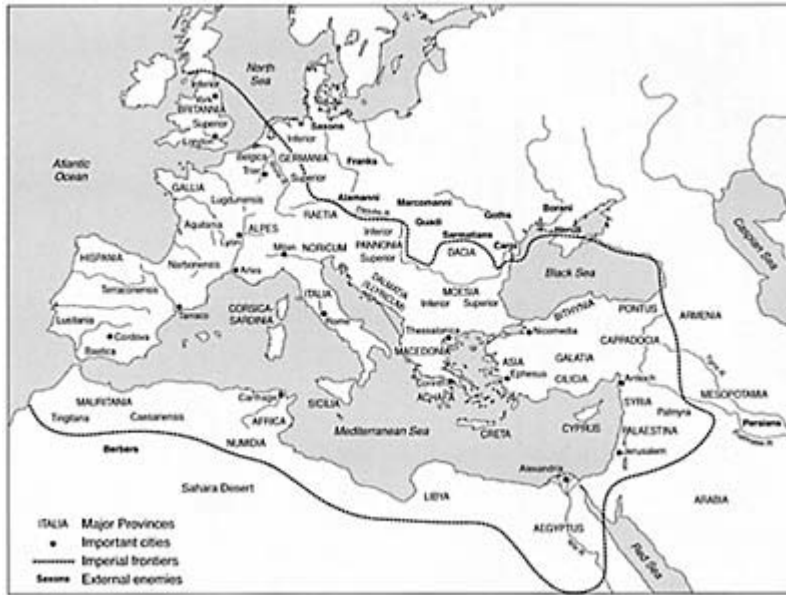 North
Sea
Inferior
York
BRITANNIA
Superior
London
Saxons
Inferior
Franks
Atlantic
Ocean
Belgica
GERMANIA
Trier
Superior
GALLIA
Lugdunensis
Alamanni
Marcomanni
Borani
RAETIA
Quadi
Goths
Heruli
Aquitania
ALPES
Inferior
Sarmatians
Carpi
Caspian Sea
Lyon
Milan
NORICUM
PANNONIA
DACIA
Superior
HISPANIA
Narbonensis
Arles
Black Sea
Terraconensis
DALMATIA
ILLYRICUM
MOESIA
Inferior
Superior
CORSICA
SARDINIA
ITALIA
BITHYNIA
PONTUS
ARMENIA
Lusitania
Tarraco
Rome
Thessalonica
Nicomedia
Cordova
MACEDONIA
CAPPADOCIA
Baetica
ASIA
GALATIA
Ephesus
CILICIA
Antioch
Corinth
ACHAEA
MESOPOTAMIA
MAURITANIA
Carthage
SICILIA
SYRIA
Tingitana
Caesariensis
AFRICA
Palmyra
Mediterranean Sea
CRETA
CYPRUS
PALAESTINA
Persians
NUMIDIA
Berbers
Jerusalem
Alexandria
Sahara Desert
LIBYA
ARABIA
AEGYPTUS
Nile R.
Red Sea
ITALIA Major Provinces
Important cities
Imperial frontiers
Saxons External enemies